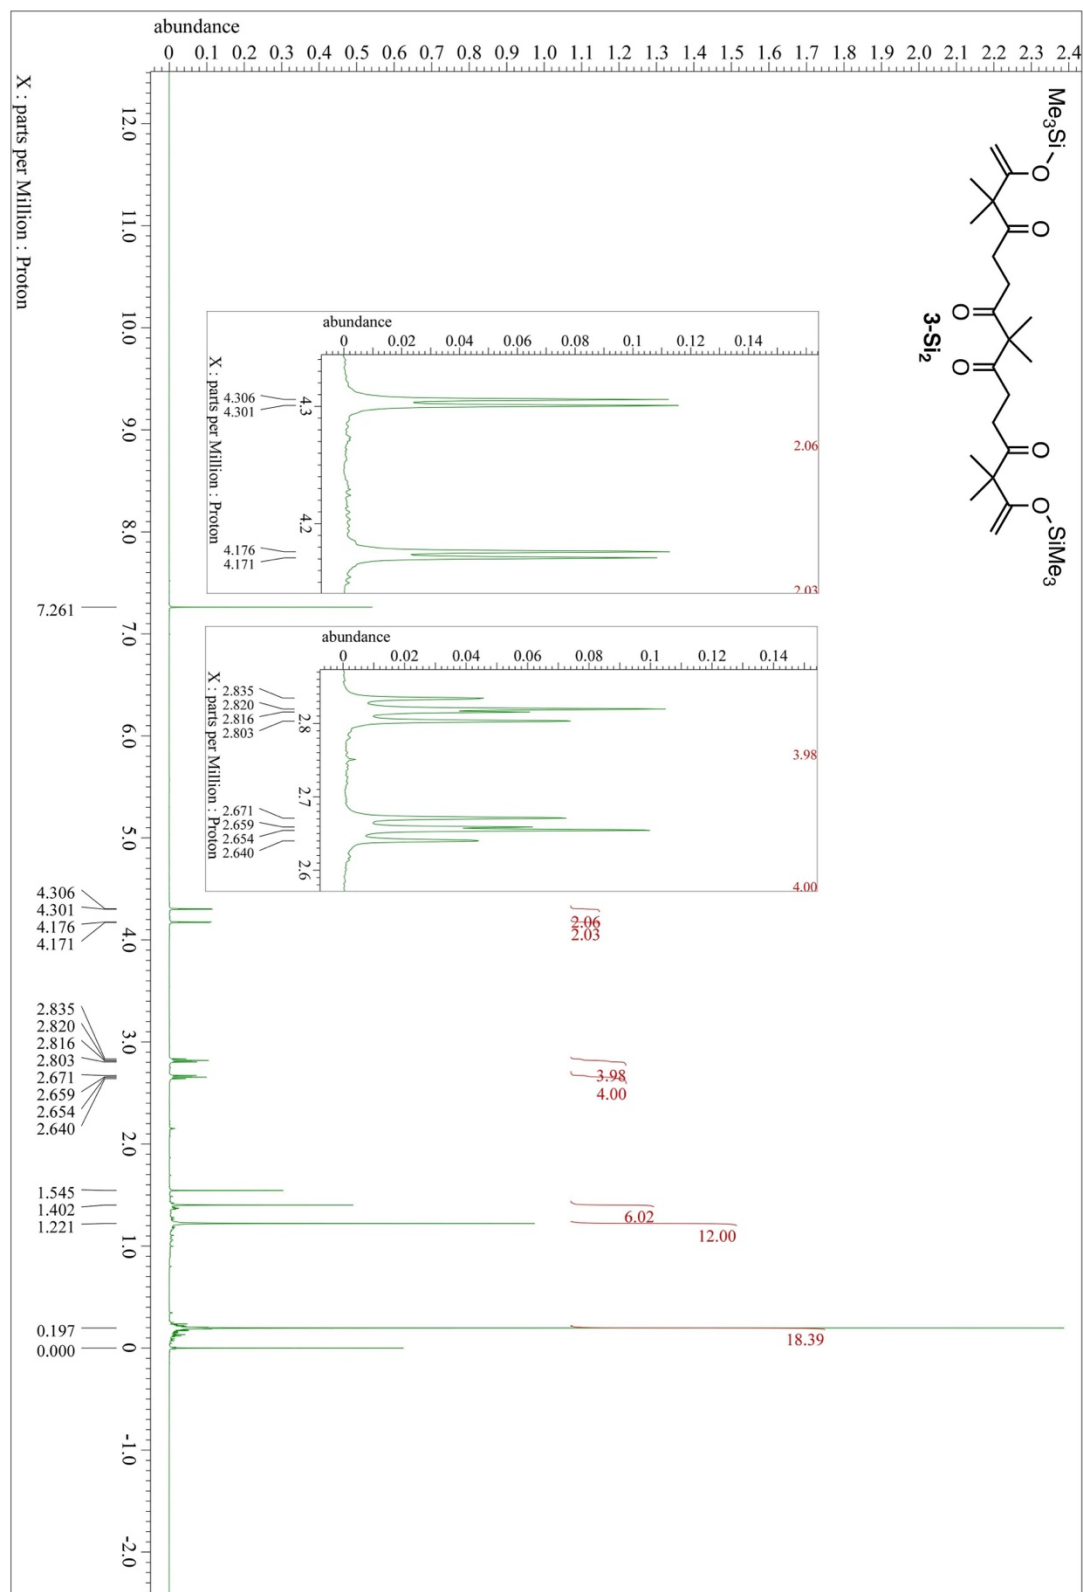 abundance
0 0.1 0.2 0.3 0.4 0.5 0.6 0.7 0.8 0.9 1.0 1.1 1.2 1.3 1.4 1.5 1.6 1.7 1.8 1.9 2.0 2.1 2.2 2.3 2.4
X : parts per Million : Proton
12.0 11.0 10.0 9.0 8.0 7.0 6.0 5.0 4.0 3.0 2.0 1.0 0 -1.0 -2.0
Me3Si
O
O
O
O
O
O
SiMe3
3-Si2
abundance
0 0.02 0.04 0.06 0.08 0.1 0.12 0.14
X : parts per Million : Proton
4.3 4.2
4.306
4.301
4.176
4.171
2.06
2.03
abundance
0 0.02 0.04 0.06 0.08 0.1 0.12 0.14
X : parts per Million : Proton
2.8 2.7 2.6
2.835
2.820
2.816
2.803
2.671
2.659
2.654
2.640
3.98
4.00
7.261
4.306
4.301
4.176
4.171
2.835
2.820
2.816
2.803
2.671
2.659
2.654
2.640
1.545
1.402
1.221
0.197
0.000
2.06
2.03
3.98
4.00
6.02
12.00
18.39